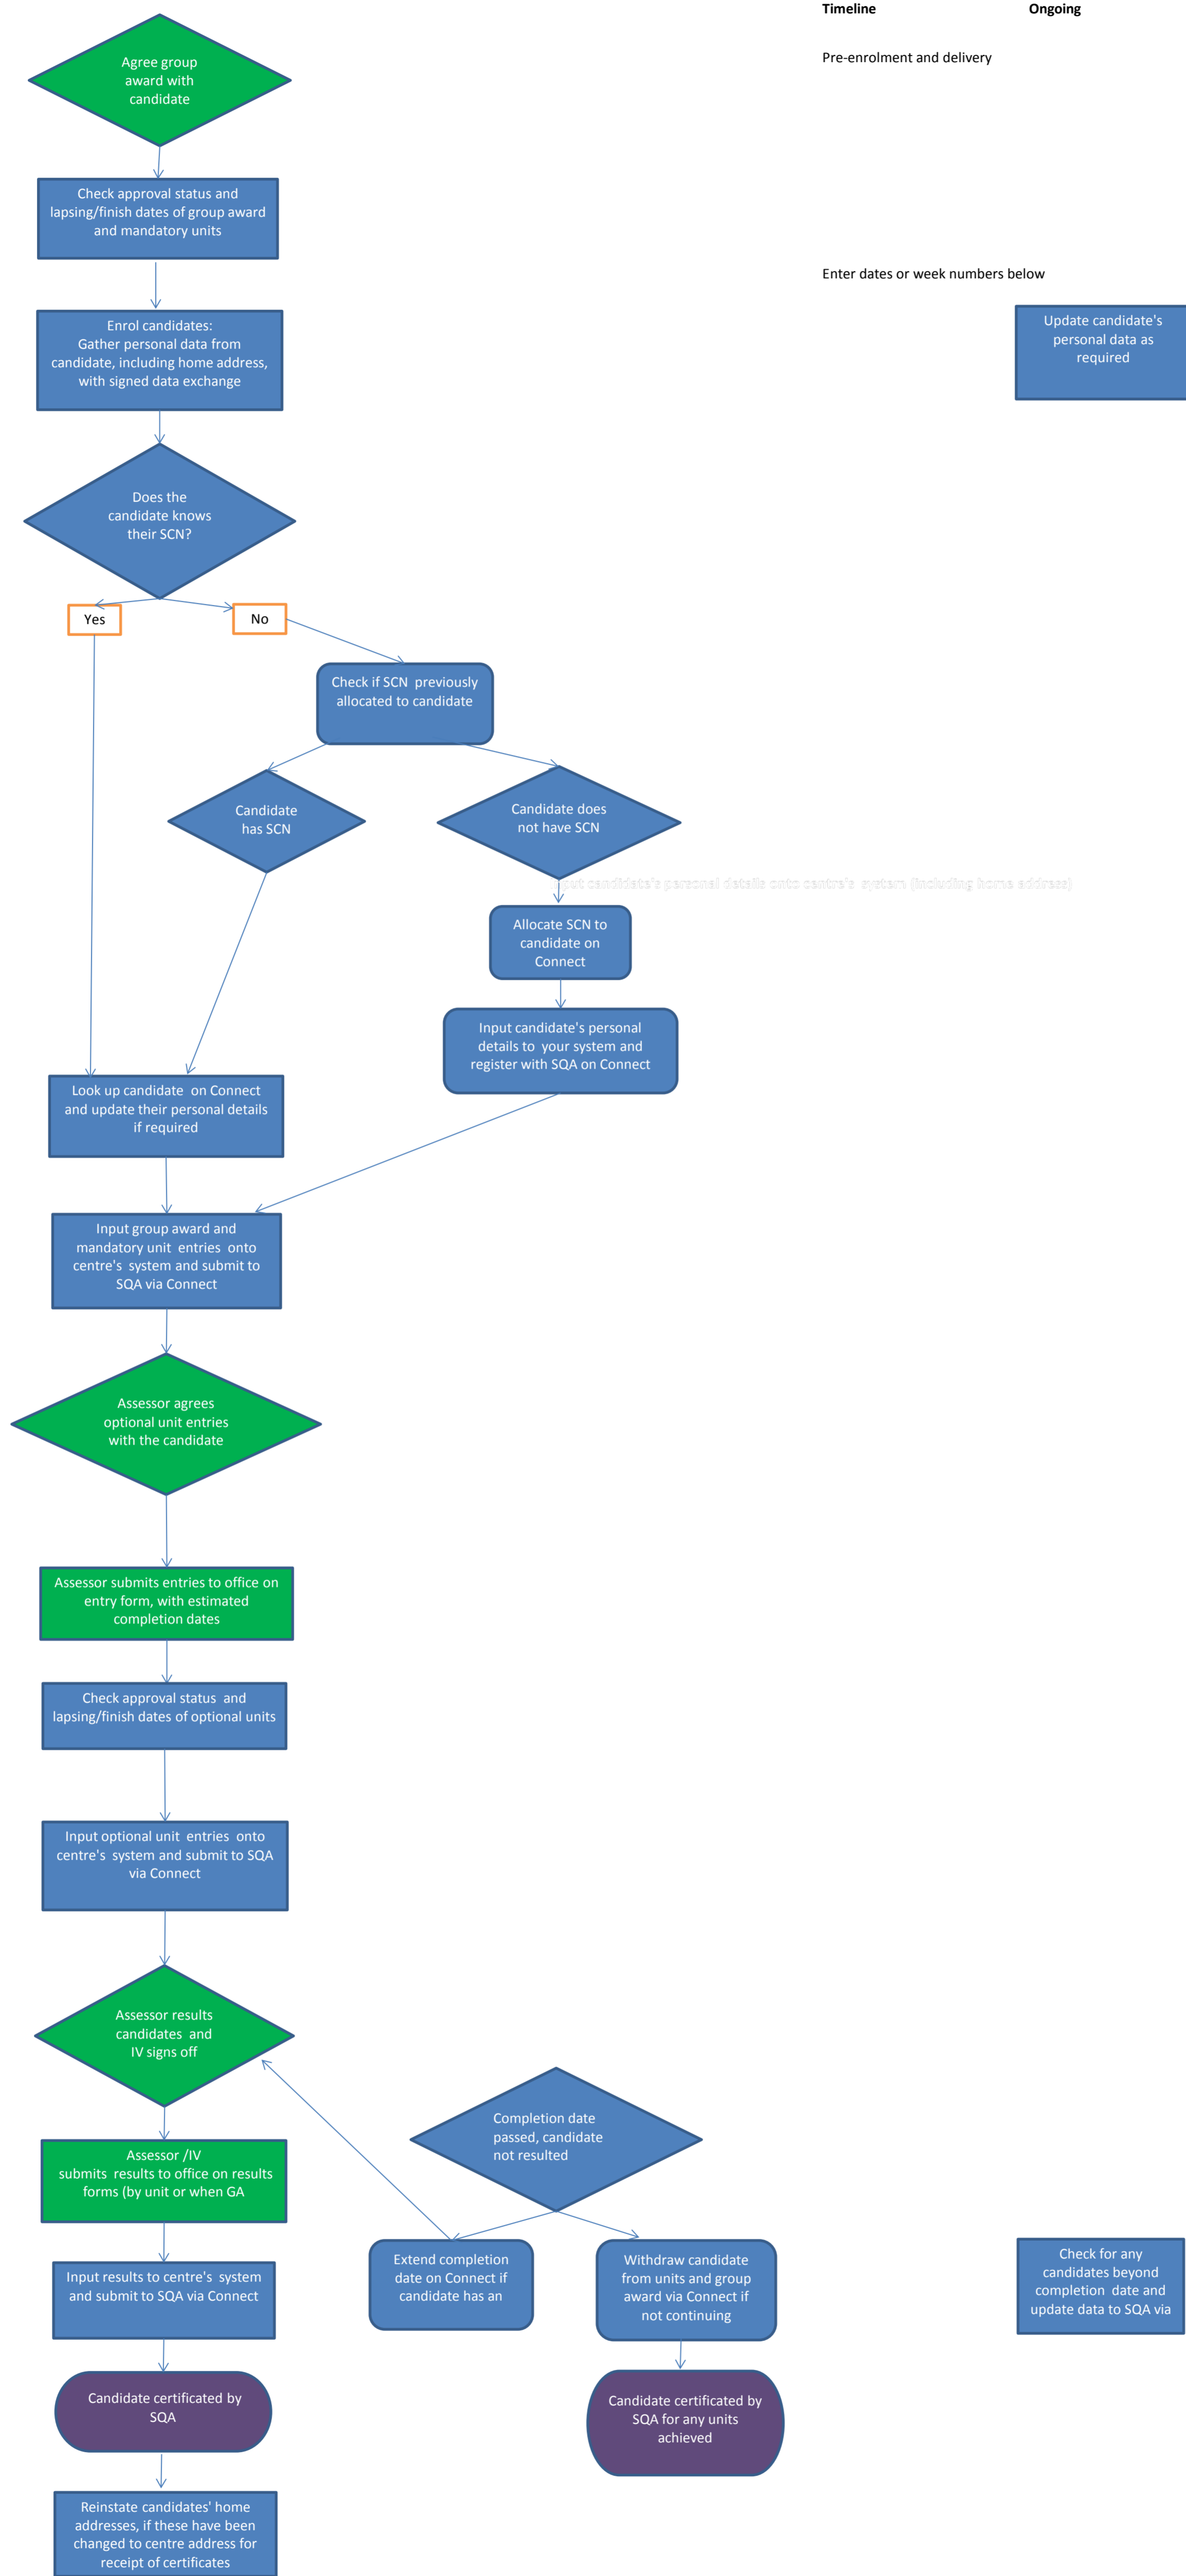 Timeline
Ongoing
Agree group
award with
candidate
Pre-enrolment and delivery
Check approval status and
lapsing/finish dates of group award
and mandatory units
Enter dates or week numbers below
Enrol candidates:
Gather personal data from
candidate, including home address,
with signed data exchange
Update candidate's
personal data as
required
Does the
candidate knows
their SCN?
Yes
No
Check if SCN previously
allocated to candidate
Candidate
has SCN
Candidate does
not have SCN
candidate's personal details onto centre's system (including home address)
Allocate SCN to
candidate on
Connect
Input candidate's personal
details to your system and
register with SQA on Connect
Look up candidate on Connect
and update their personal details
if required
Input group award and
mandatory unit entries onto
centre's system and submit to
SQA via Connect
Assessor agrees
optional unit entries
with the candidate
Assessor submits entries to office on
entry form, with estimated
completion dates
Check approval status and
lapsing/finish dates of optional units
Input optional unit entries onto
centre's system and submit to SQA
via Connect
Assessor results
candidates and
IV signs off
Completion date
passed, candidate
not resulted
Assessor /IV
submits results to office on results
forms (by unit or when GA
Extend completion
date on Connect if
candidate has an
Withdraw candidate
from units and group
award via Connect if
not continuing
Check for any
candidates beyond
completion date and
update data to SQA via
Input results to centre's system
and submit to SQA via Connect
Candidate certificated by
SQA
Candidate certificated by
SQA for any units
achieved
Reinstate candidates' home
addresses, if these have been
changed to centre address for
receipt of certificates